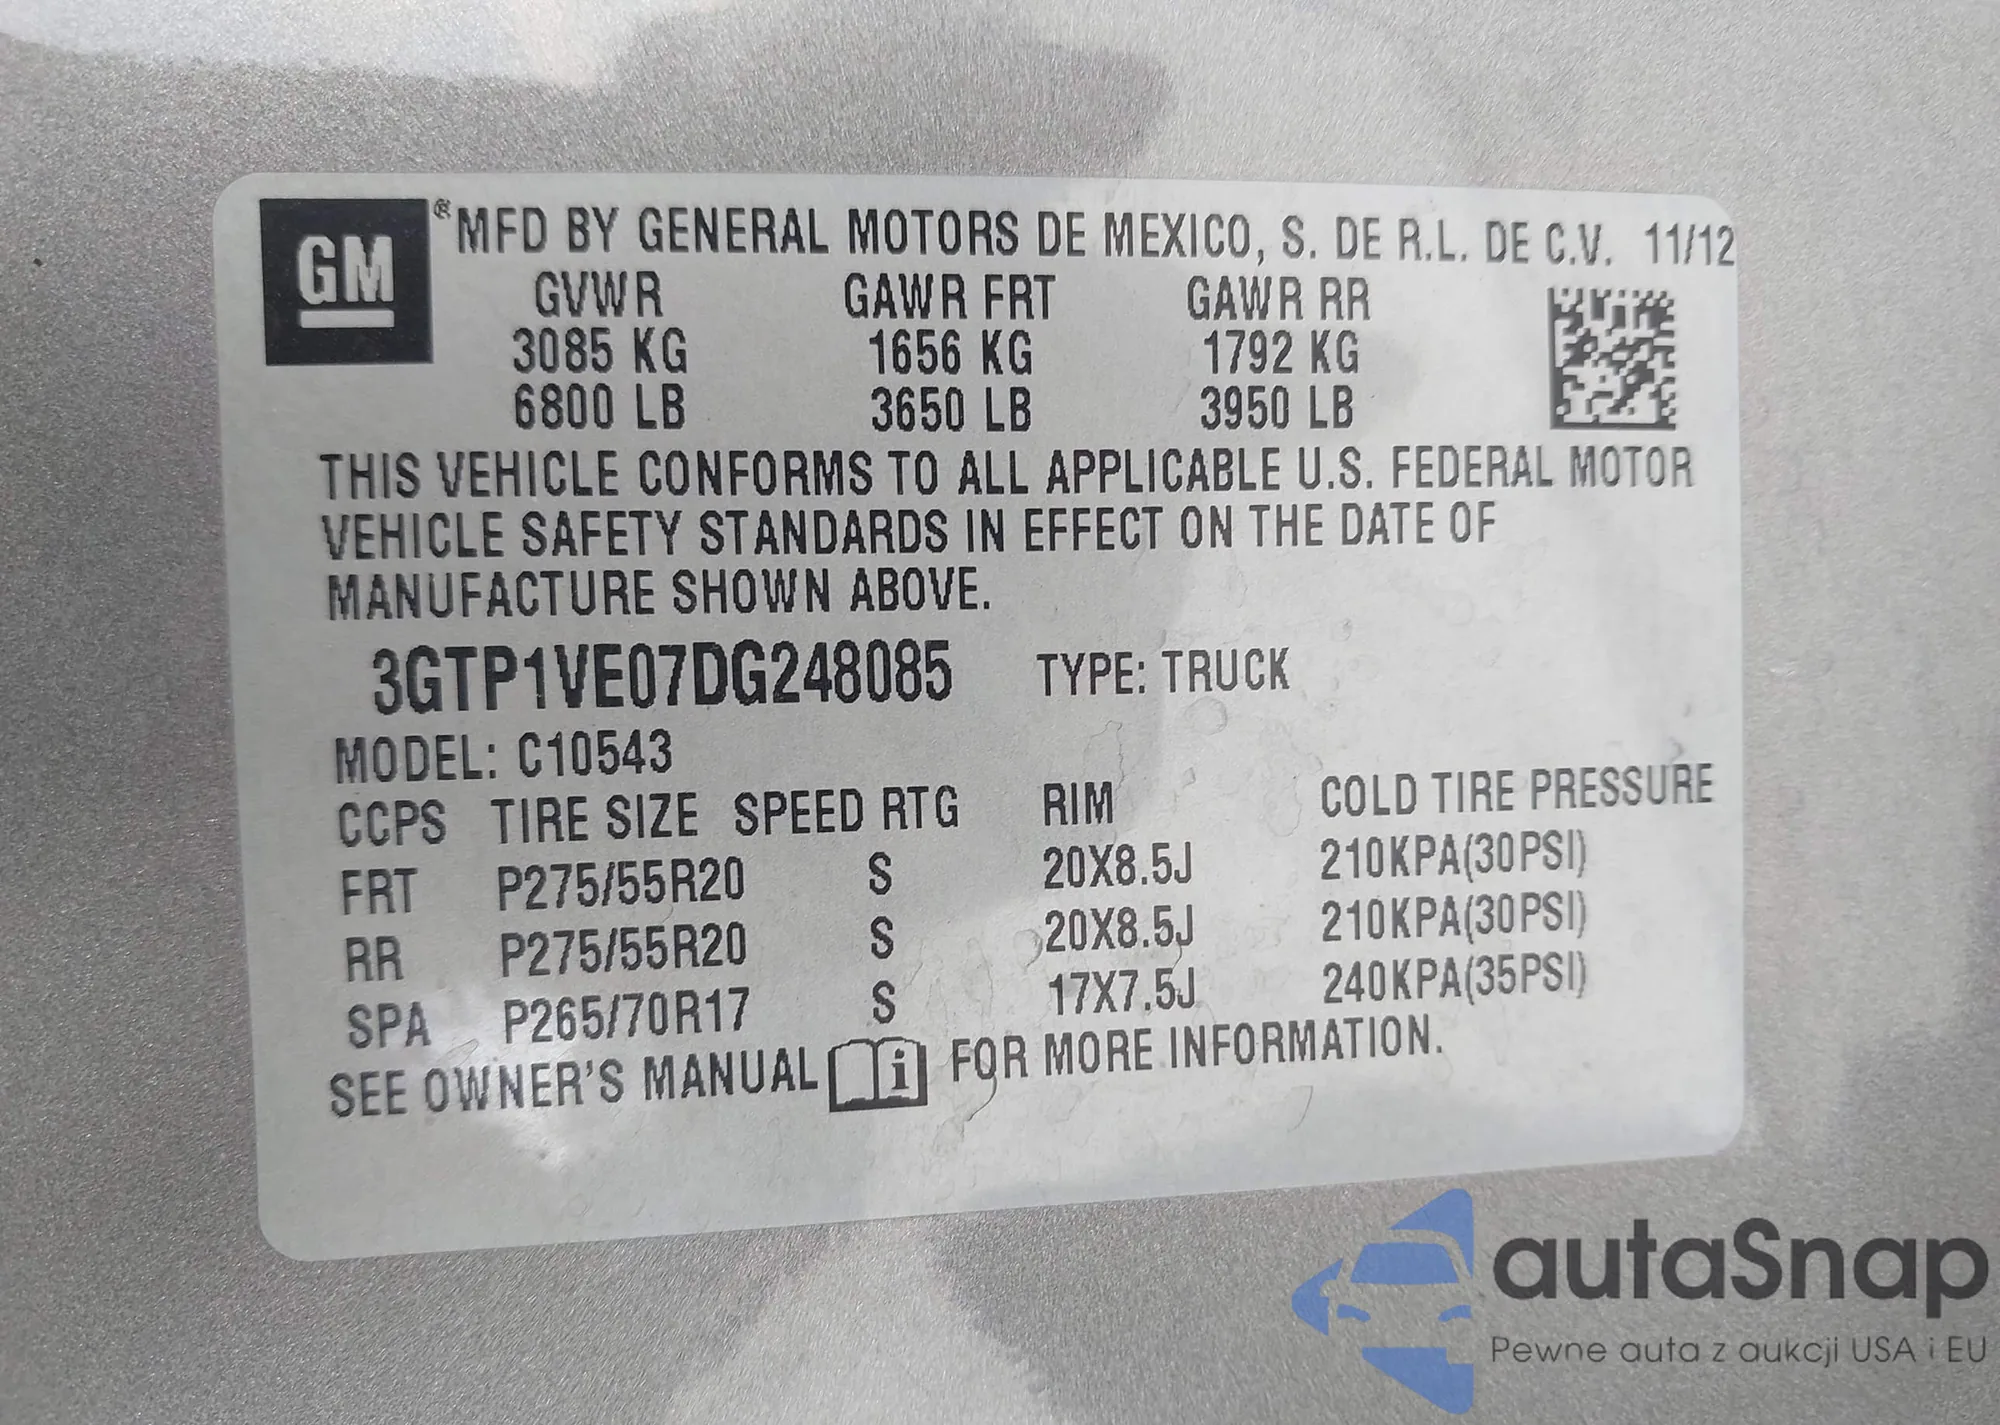 GM
® MFD BY GENERAL MOTORS DE MEXICO, S. DE R.L. DE C.V. 11/12
GVWR GAWR FRT GAWR RR
3085 KG 1656 KG 1792 KG
6800 LB 3650 LB 3950 LB
THIS VEHICLE CONFORMS TO ALL APPLICABLE U.S. FEDERAL MOTOR
VEHICLE SAFETY STANDARDS IN EFFECT ON THE DATE OF
MANUFACTURE SHOWN ABOVE.
3GTP1VE07DG248085 TYPE: TRUCK
MODEL: C10543
CCPS TIRE SIZE SPEED RTG RIM COLD TIRE PRESSURE
FRT P275/55R20 S 20X8.5J 210KPA(30PSI)
RR P275/55R20 S 20X8.5J 210KPA(30PSI)
SPA P265/70R17 S 17X7.5J 240KPA(35PSI)
SEE OWNER'S MANUAL i FOR MORE INFORMATION.
autaSnap
Pewne auta z aukcji USA i EU